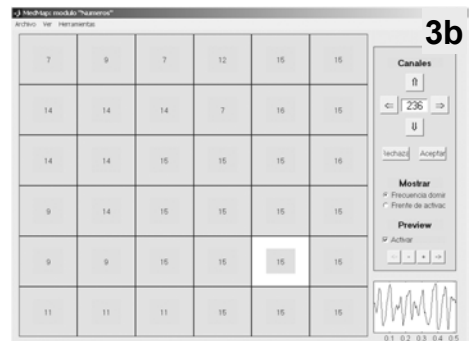 MedMap: modulo "Numeros"
Archivo Ver Herramientas
3b
7 9 7 12 15 15
14 14 14 7 16 15
14 14 15 15 15 16
9 14 15 15 15 15
9 9 15 15 15 15
11 11 11 15 15 15
Canales
236
Aceptar
Mostrar
Frecuencia domir
Frente de activac
Preview
Activar
0.1 0.2 0.3 0.4 0.5